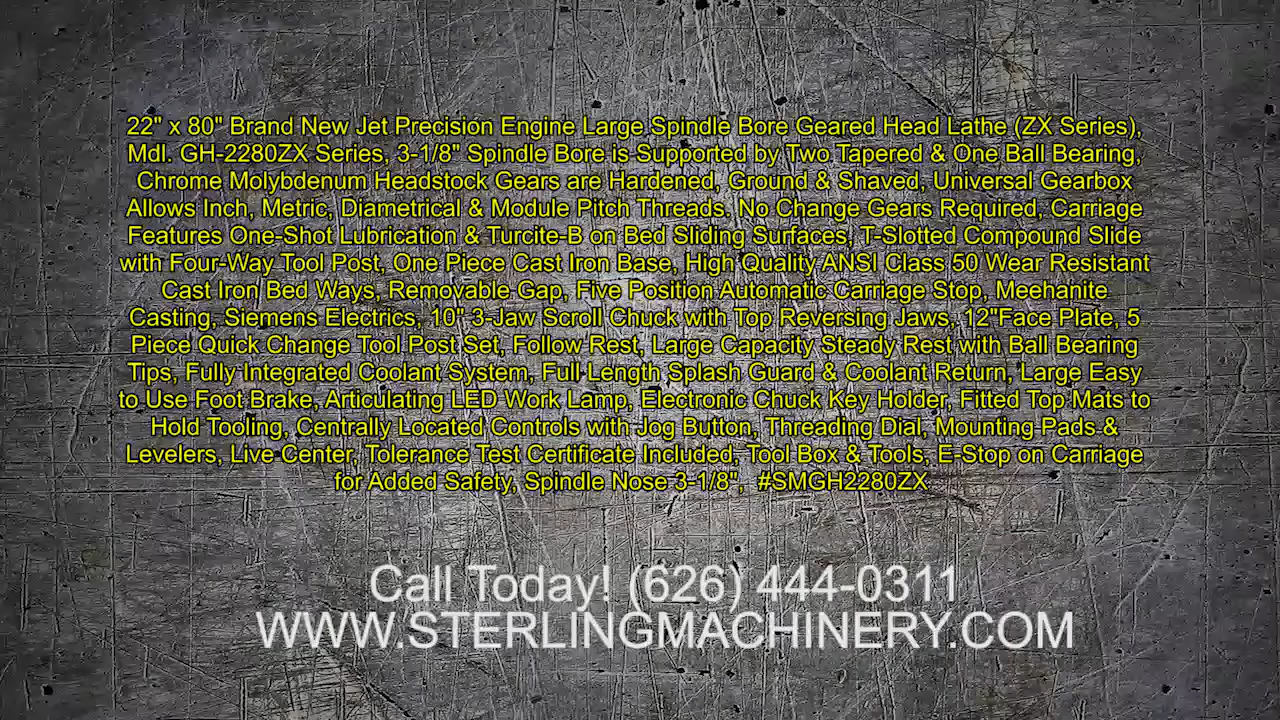 22" x 80" Brand New Jet Precision Engine Large Spindle Bore Geared Head Lathe (ZX Series),
Mdl. GH-2280ZX Series, 3-1/8" Spindle Bore is Supported by Two Tapered & One Ball Bearing,
Chrome Molybdenum Headstock Gears are Hardened, Ground & Shaved, Universal Gearbox
Allows Inch, Metric, Diametrical & Module Pitch Threads, No Change Gears Required, Carriage
Features One-Shot Lubrication & Turcite-B on Bed Sliding Surfaces, T-Slotted Compound Slide
with Four-Way Tool Post, One Piece Cast Iron Base, High Quality ANSI Class 50 Wear Resistant
Cast Iron Bed Ways, Removable Gap, Five Position Automatic Carriage Stop, Meehanite
Casting, Siemens Electrics, 10" 3-Jaw Scroll Chuck with Top Reversing Jaws, 12"Face Plate, 5
Piece Quick Change Tool Post Set, Follow Rest, Large Capacity Steady Rest with Ball Bearing
Tips, Fully Integrated Coolant System, Full Length Splash Guard & Coolant Return, Large Easy
to Use Foot Brake, Articulating LED Work Lamp, Electronic Chuck Key Holder, Fitted Top Mats to
Hold Tooling, Centrally Located Controls with Jog Button, Threading Dial, Mounting Pads &
Levelers, Live Center, Tolerance Test Certificate Included, Tool Box & Tools, E-Stop on Carriage
for Added Safety, Spindle Nose 3-1/8", #SMGH2280ZX
Call Today! (626) 444-0311
WWW.STERLINGMACHINERY.COM